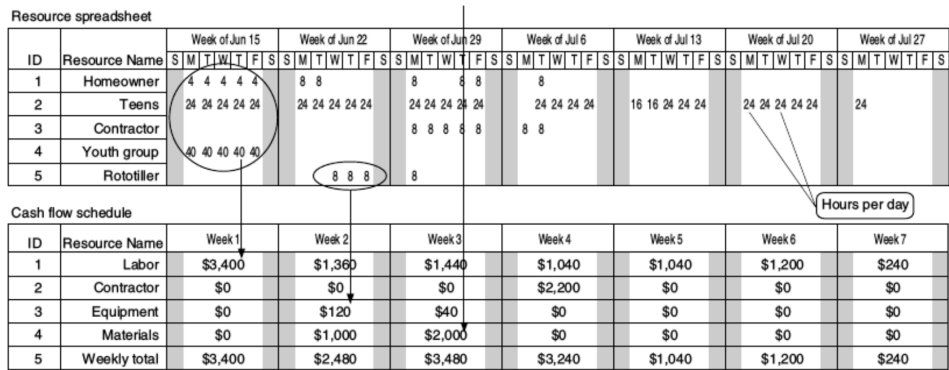 Resource spreadsheet
Week of Jun 15 Week of Jun 22 Week of Jun 29 Week of Jul 6 Week of Jul 13 Week of Jul 20 Week of Jul 27
ID Resource Name S M T W T F S S M T W T F S S M T W T F S S M T W T F S S M T W T F S S M T W T F S S M T W T F S
1 Homeowner 4 4 4 4 4 8 8 8 8 8 8
2 Teens 24 24 24 24 24 24 24 24 24 24 24 24 24 24 24 24 24 24 24 16 16 24 24 24 24 24 24 24 24 24
3 Contractor 8 8 8 8 8 8 8
4 Youth group 40 40 40 40 40
5 Rototiller 8 8 8 8
Hours per day
Cash flow schedule
ID Resource Name Week 1 Week 2 Week 3 Week 4 Week 5 Week 6 Week 7
1 Labor $3,400 $1,360 $1,440 $1,040 $1,040 $1,200 $240
2 Contractor $0 $0 $0 $2,200 $0 $0 $0
3 Equipment $0 $120 $40 $0 $0 $0 $0
4 Materials $0 $1,000 $2,000 $0 $0 $0 $0
5 Weekly total $3,400 $2,480 $3,480 $3,240 $1,040 $1,200 $240